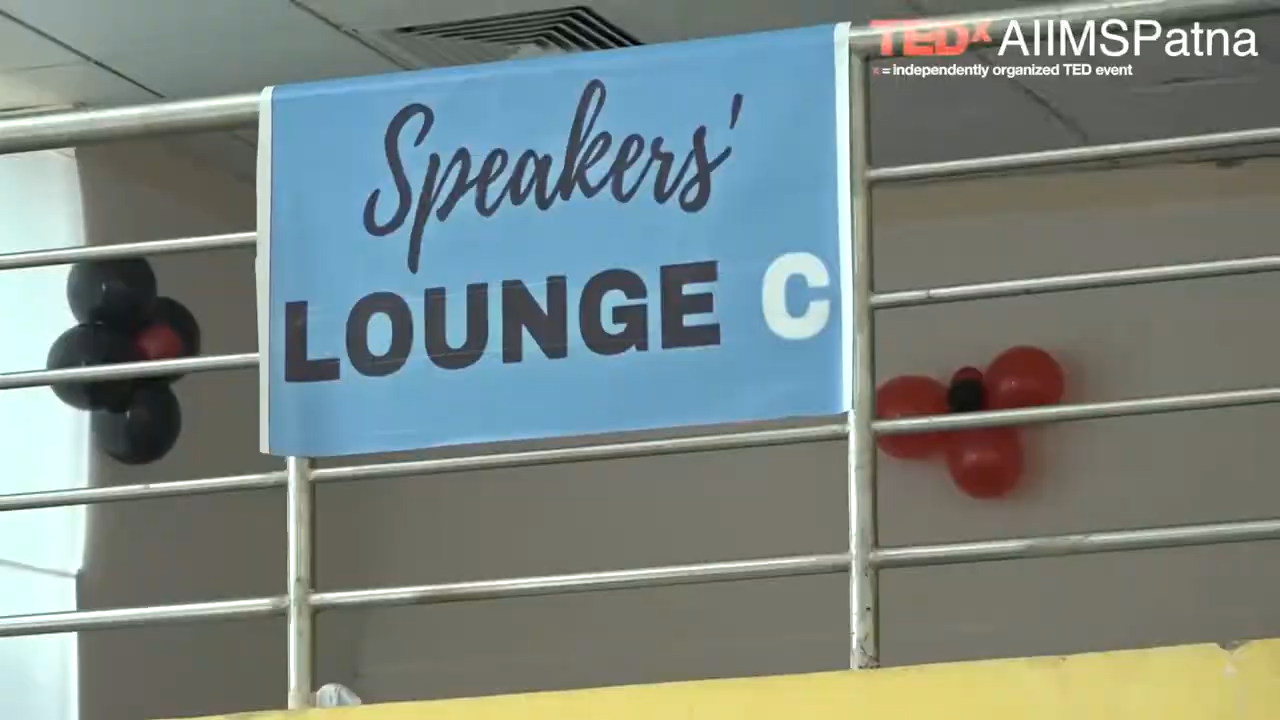 TEDx AIIMSPatna
x = independently organized TED event
Speakers'
LOUNGE C